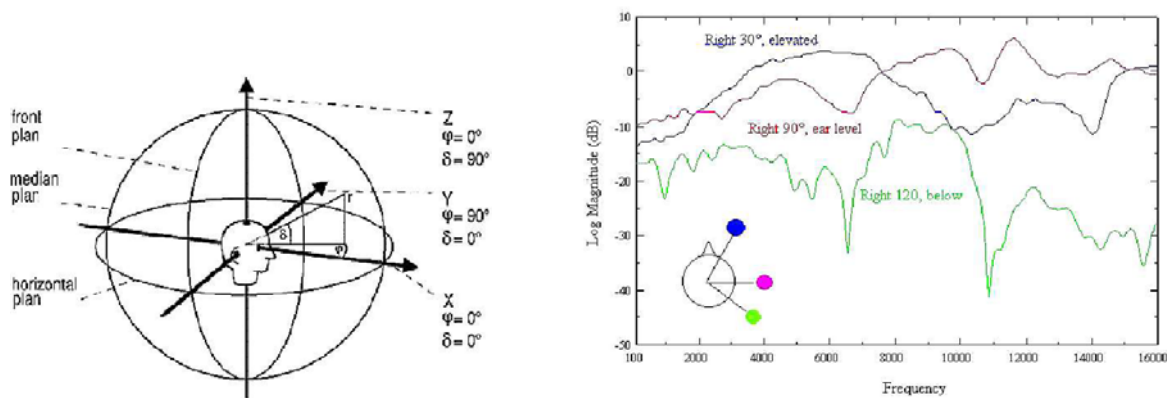 front
plan
median
plan
horizontal
plan
Z
φ= 0°
δ = 90°
Y
φ= 90°
δ= 0°
X
φ= 0°
δ= 0°
r
δ
φ
10
0
-10
-20
-30
-40
-50
Log Magnitude (dB)
Right 30°, elevated
Right 90°, ear level
Right 120, below
100 2000 4000 6000 8000 10000 12000 14000 16000
Frequency